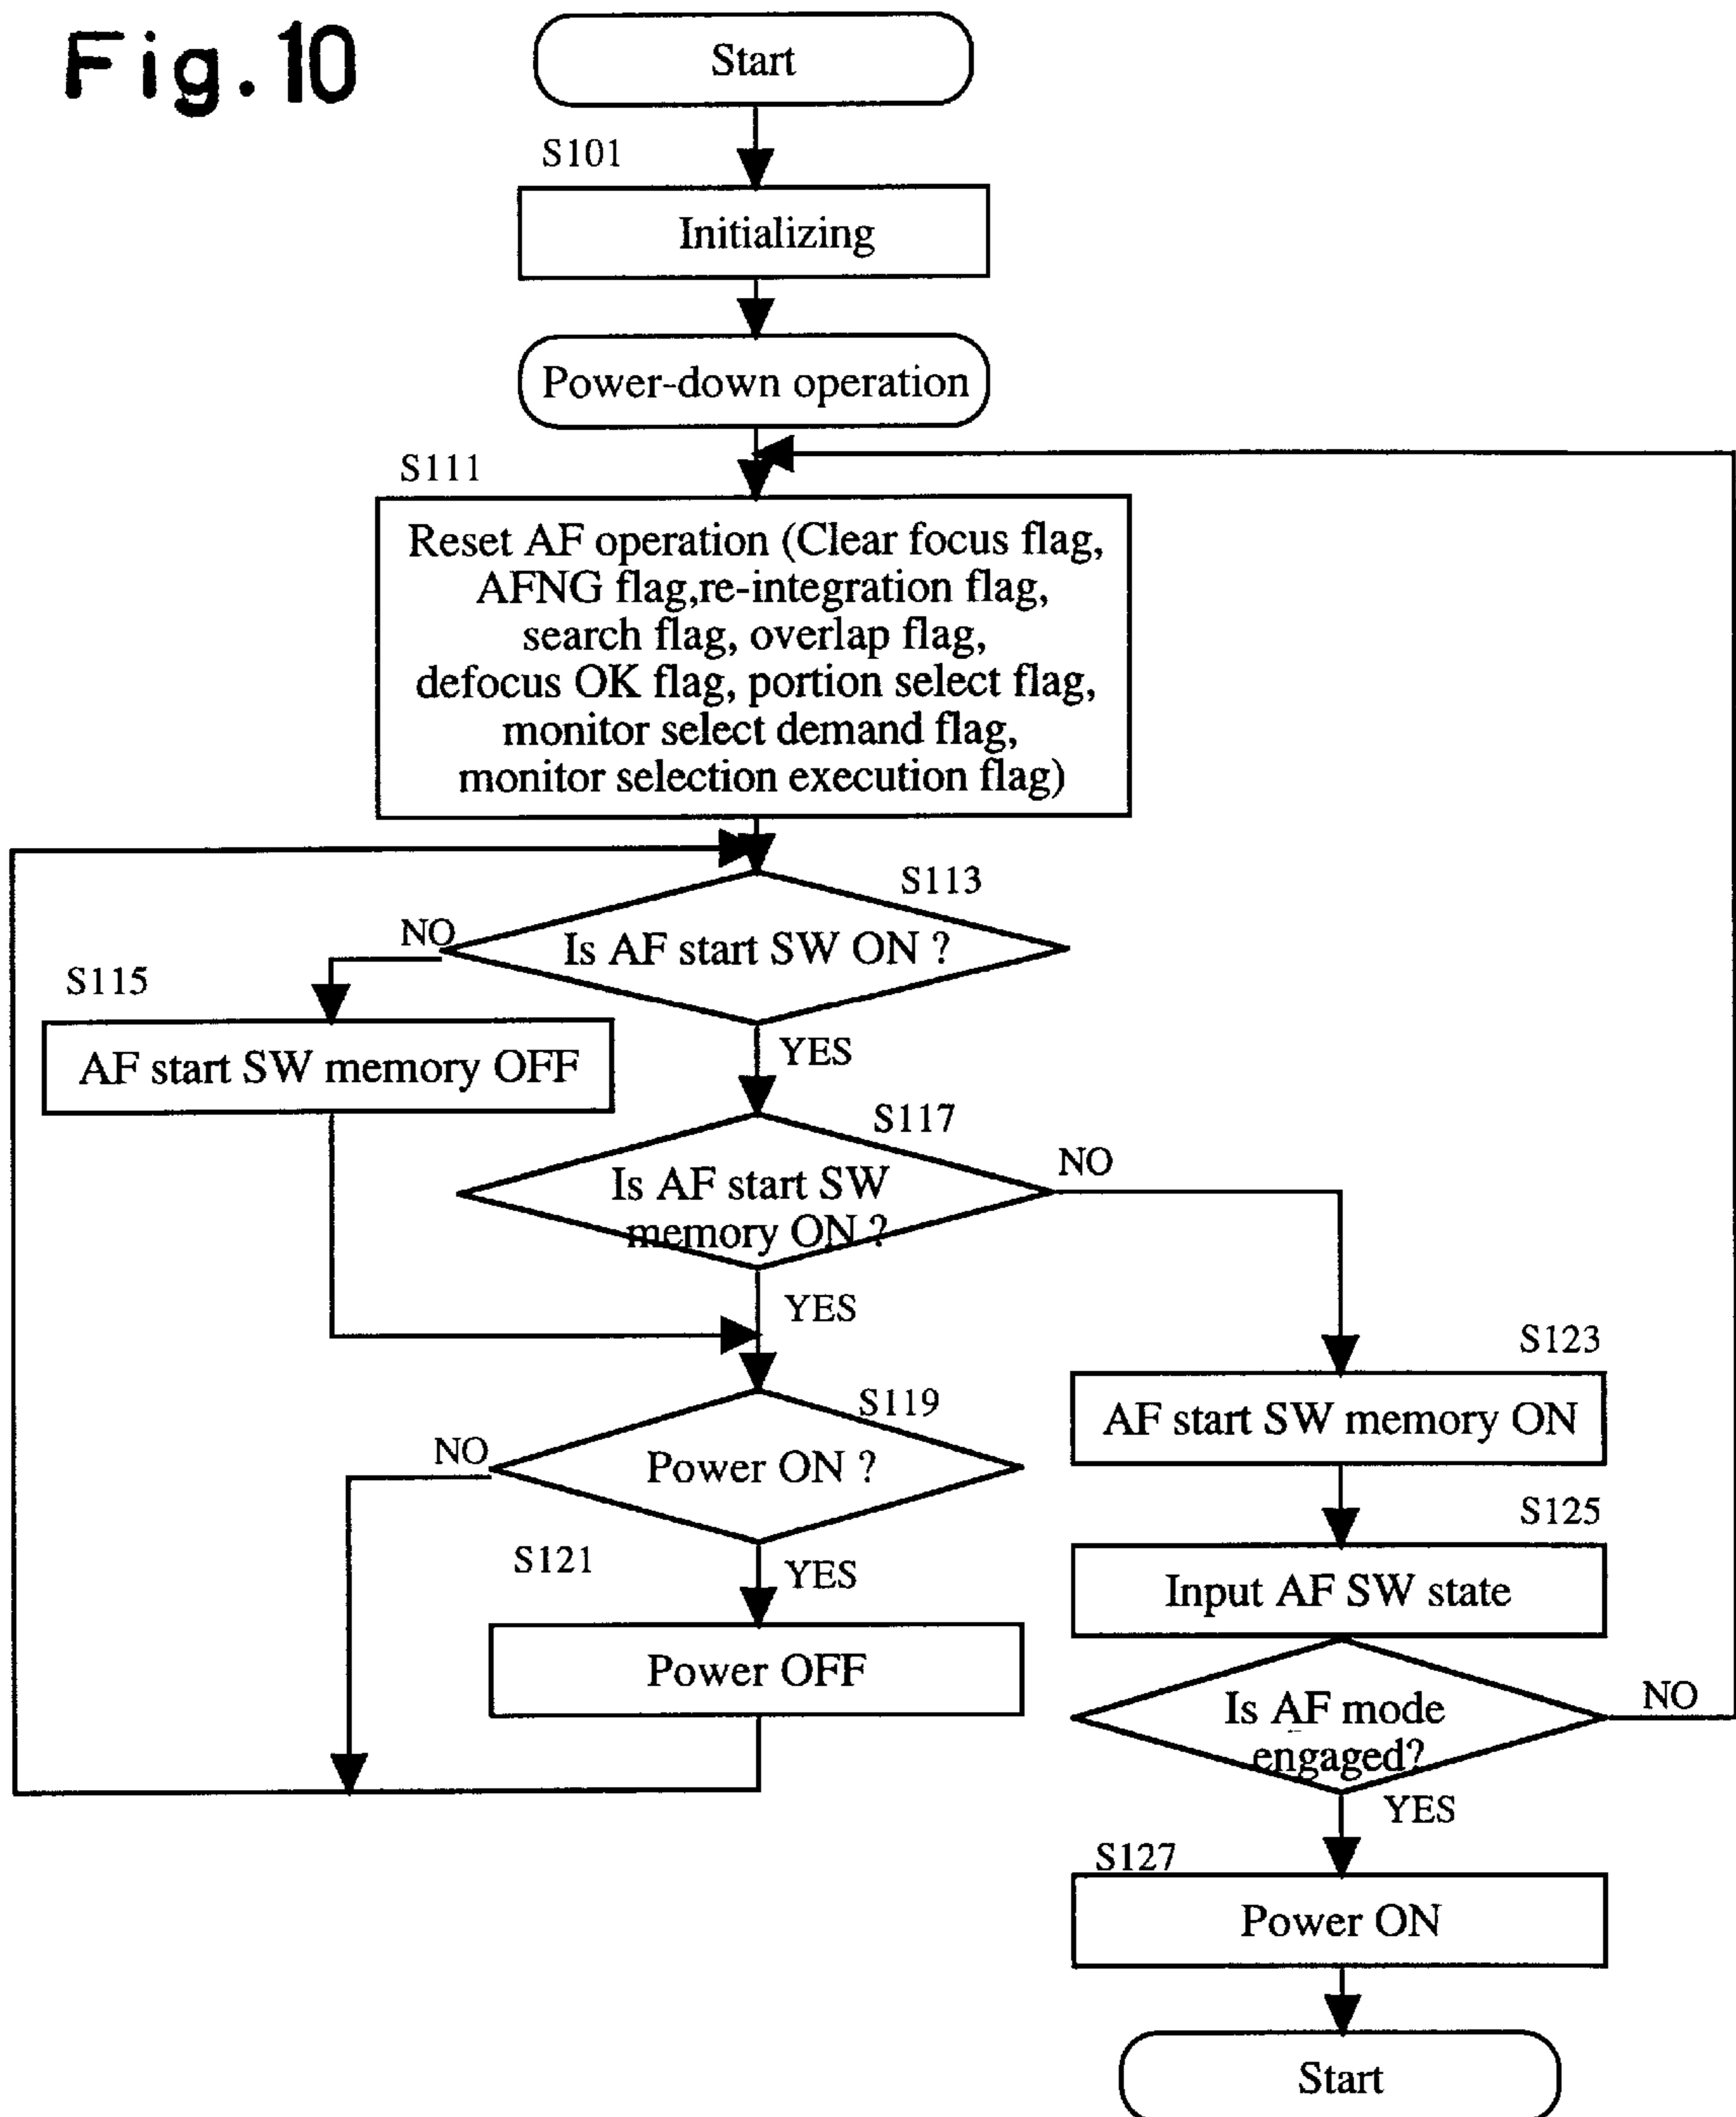 Fig.10
Start
S101
Initializing
Power-down operation
S111
Reset AF operation (Clear focus flag,
AFNG flag,re-integration flag,
search flag, overlap flag,
defocus OK flag, portion select flag,
monitor select demand flag,
monitor selection execution flag)
S113
NO
Is AF start SW ON ?
S115
AF start SW memory OFF
YES
S117
NO
Is AF start SW
memory ON ?
YES
S119
NO
Power ON ?
S121
YES
Power OFF
S123
AF start SW memory ON
S125
Input AF SW state
Is AF mode
engaged?
NO
YES
S127
Power ON
Start